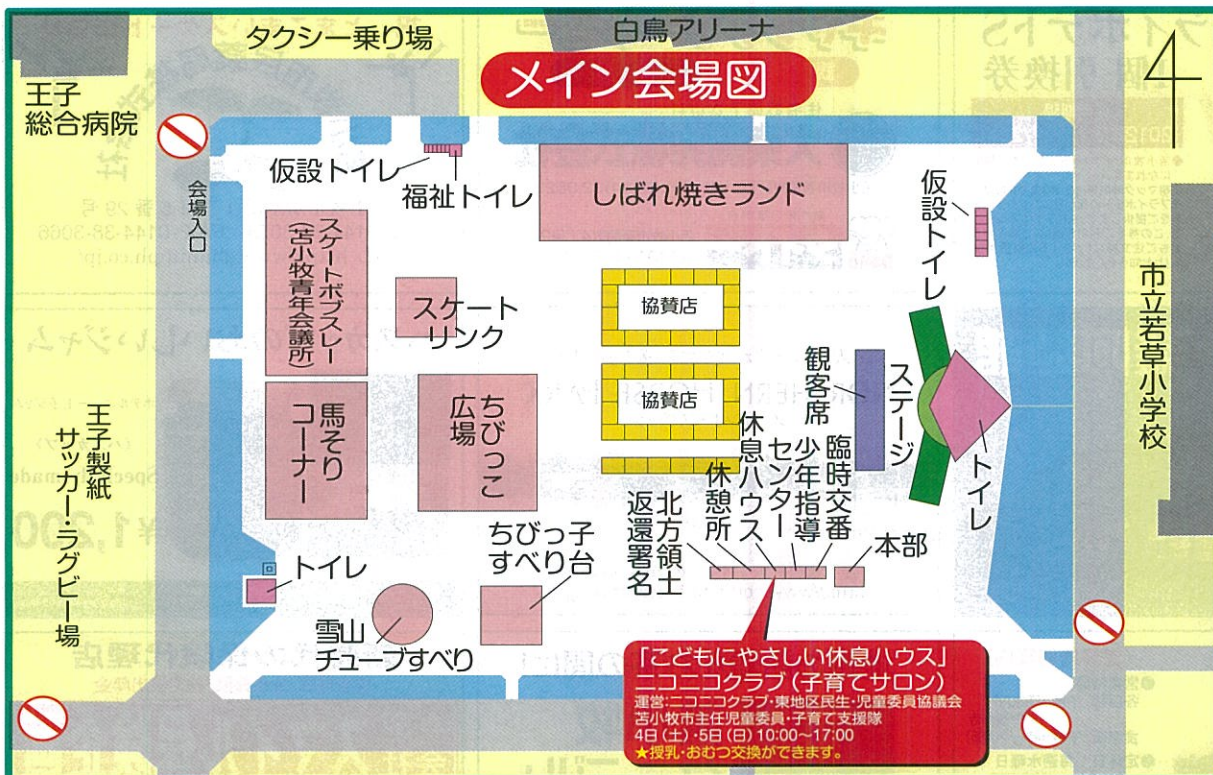 タクシー乗り場
白鳥アリーナ
メイン会場図
王子
総合病院
会場入口
仮設トイレ
福祉トイレ
しばれ焼きランド
仮設トイレ
スケートボブスレー
(苫小牧青年会議所)
スケート
リンク
協賛店
市立若草小学校
馬そり
コーナー
ちびっこ
広場
協賛店
観客席
ステージ
トイレ
王子製紙
サッカー・ラグビー場
北方領土
返還署名
休憩所
休息ハウス
少年指導
センター
臨時交番
本部
ちびっ子
すべり台
トイレ
雪山
チューブすべり
「こどもにやさしい休息ハウス」
ニコニコクラブ(子育てサロン)
運営:ニコニコクラブ・東地区民生・児童委員協議会
苫小牧市主任児童委員・子育て支援隊
4日(土)・5日(日)10:00～17:00
★授乳・おむつ交換ができます。